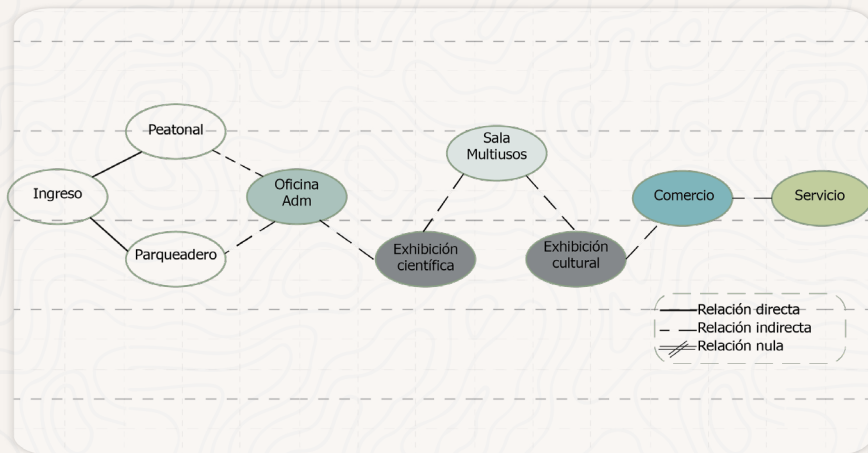 Peatonal
Ingreso
Parqueadero
Oficina
Adm
Exhibición
científica
Sala
Multiusos
Exhibición
cultural
Comercio
Servicio
Relación directa
Relación indirecta
Relación nula